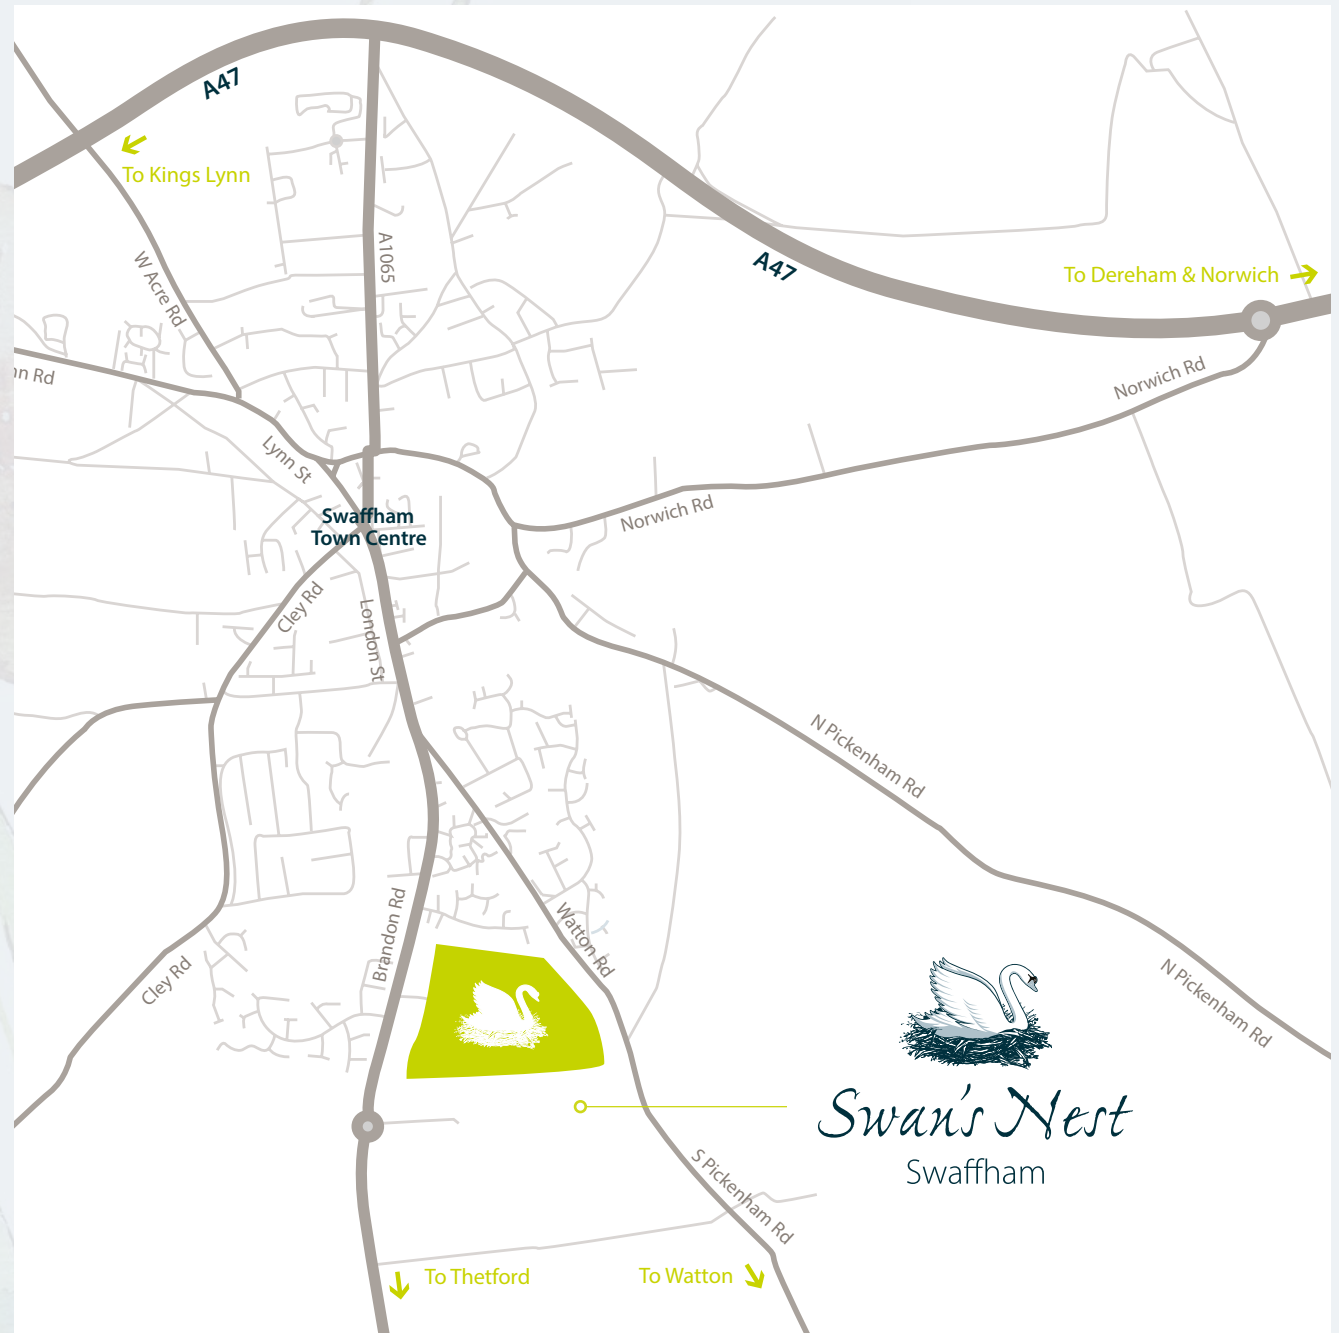 A47
To Kings Lynn
A1065
W Acre Rd
A47
To Dereham & Norwich
nn Rd
Norwich Rd
Lynn St
Norwich Rd
Swaffham
Town Centre
Cley Rd
London St
N Pickenham Rd
Brandon Rd
Watton Rd
Cley Rd
N Pickenham Rd
Swan's Nest
Swaffham
S Pickenham Rd
To Thetford
To Watton